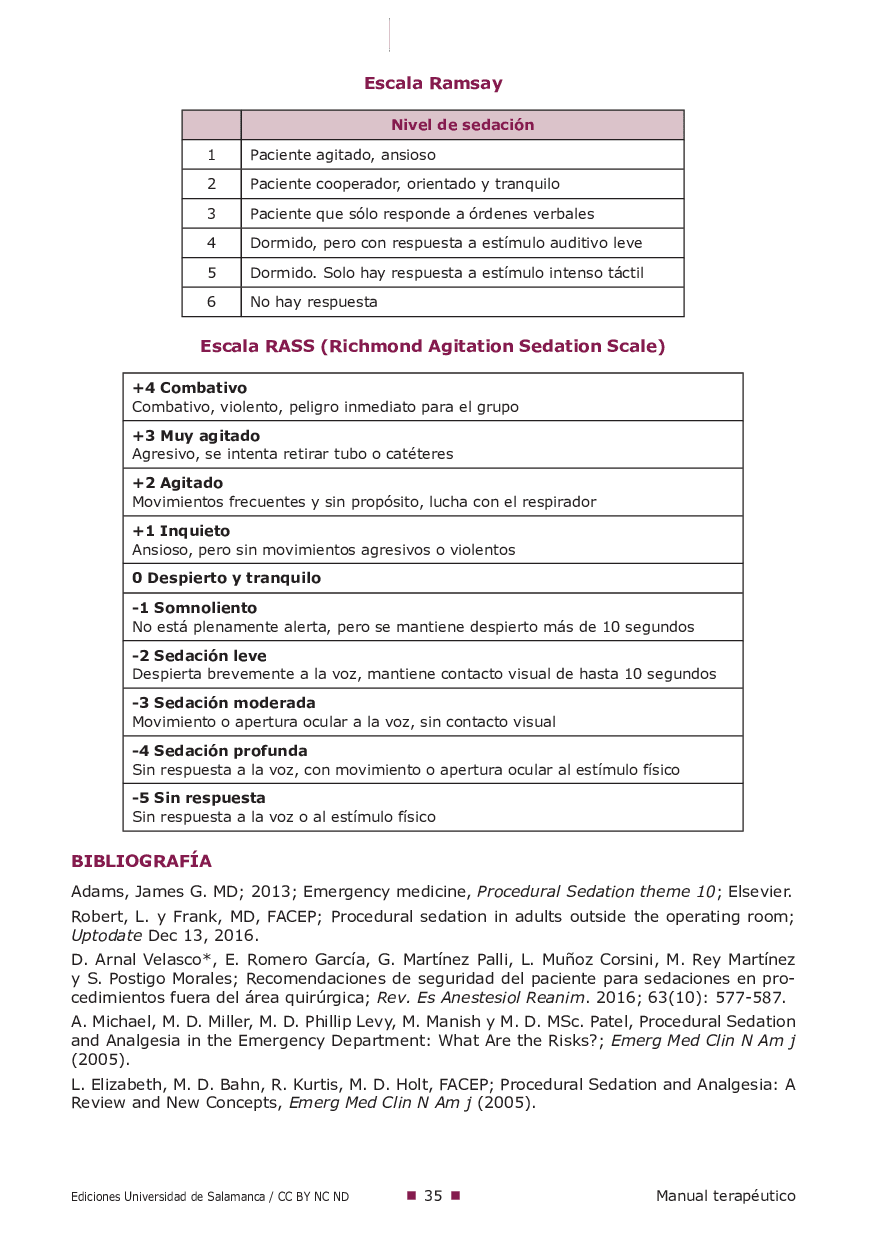 Escala Ramsay
Nivel de sedación
1 Paciente agitado, ansioso
2 Paciente cooperador, orientado y tranquilo
3 Paciente que sólo responde a órdenes verbales
4 Dormido, pero con respuesta a estímulo auditivo leve
5 Dormido. Solo hay respuesta a estímulo intenso táctil
6 No hay respuesta
Escala RASS (Richmond Agitation Sedation Scale)
+4 Combativo
Combativo, violento, peligro inmediato para el grupo
+3 Muy agitado
Agresivo, se intenta retirar tubo o catéteres
+2 Agitado
Movimientos frecuentes y sin propósito, lucha con el respirador
+1 Inquieto
Ansioso, pero sin movimientos agresivos o violentos
0 Despierto y tranquilo
-1 Somnoliento
No está plenamente alerta, pero se mantiene despierto más de 10 segundos
-2 Sedación leve
Despierta brevemente a la voz, mantiene contacto visual de hasta 10 segundos
-3 Sedación moderada
Movimiento o apertura ocular a la voz, sin contacto visual
-4 Sedación profunda
Sin respuesta a la voz, con movimiento o apertura ocular al estímulo físico
-5 Sin respuesta
Sin respuesta a la voz o al estímulo físico
BIBLIOGRAFÍA
Adams, James G. MD; 2013; Emergency medicine, Procedural Sedation theme 10; Elsevier.
Robert, L. y Frank, MD, FACEP; Procedural sedation in adults outside the operating room;
Uptodate Dec 13, 2016.
D. Arnal Velasco*, E. Romero García, G. Martínez Palli, L. Muñoz Corsini, M. Rey Martínez
y S. Postigo Morales; Recomendaciones de seguridad del paciente para sedaciones en pro-
cedimientos fuera del área quirúrgica; Rev. Es Anestesiol Reanim. 2016; 63(10): 577-587.
A. Michael, M. D. Miller, M. D. Phillip Levy, M. Manish y M. D. MSc. Patel, Procedural Sedation
and Analgesia in the Emergency Department: What Are the Risks?; Emerg Med Clin N Am j
(2005).
L. Elizabeth, M. D. Bahn, R. Kurtis, M. D. Holt, FACEP; Procedural Sedation and Analgesia: A
Review and New Concepts, Emerg Med Clin N Am j (2005).
Ediciones Universidad de Salamanca / CC BY NC ND ■ 35 ■ Manual terapéutico